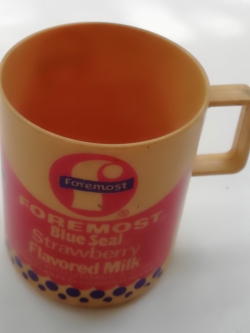 f
Foremost
®
FOREMOST
Blue Seal
Strawberry
Flavored Milk